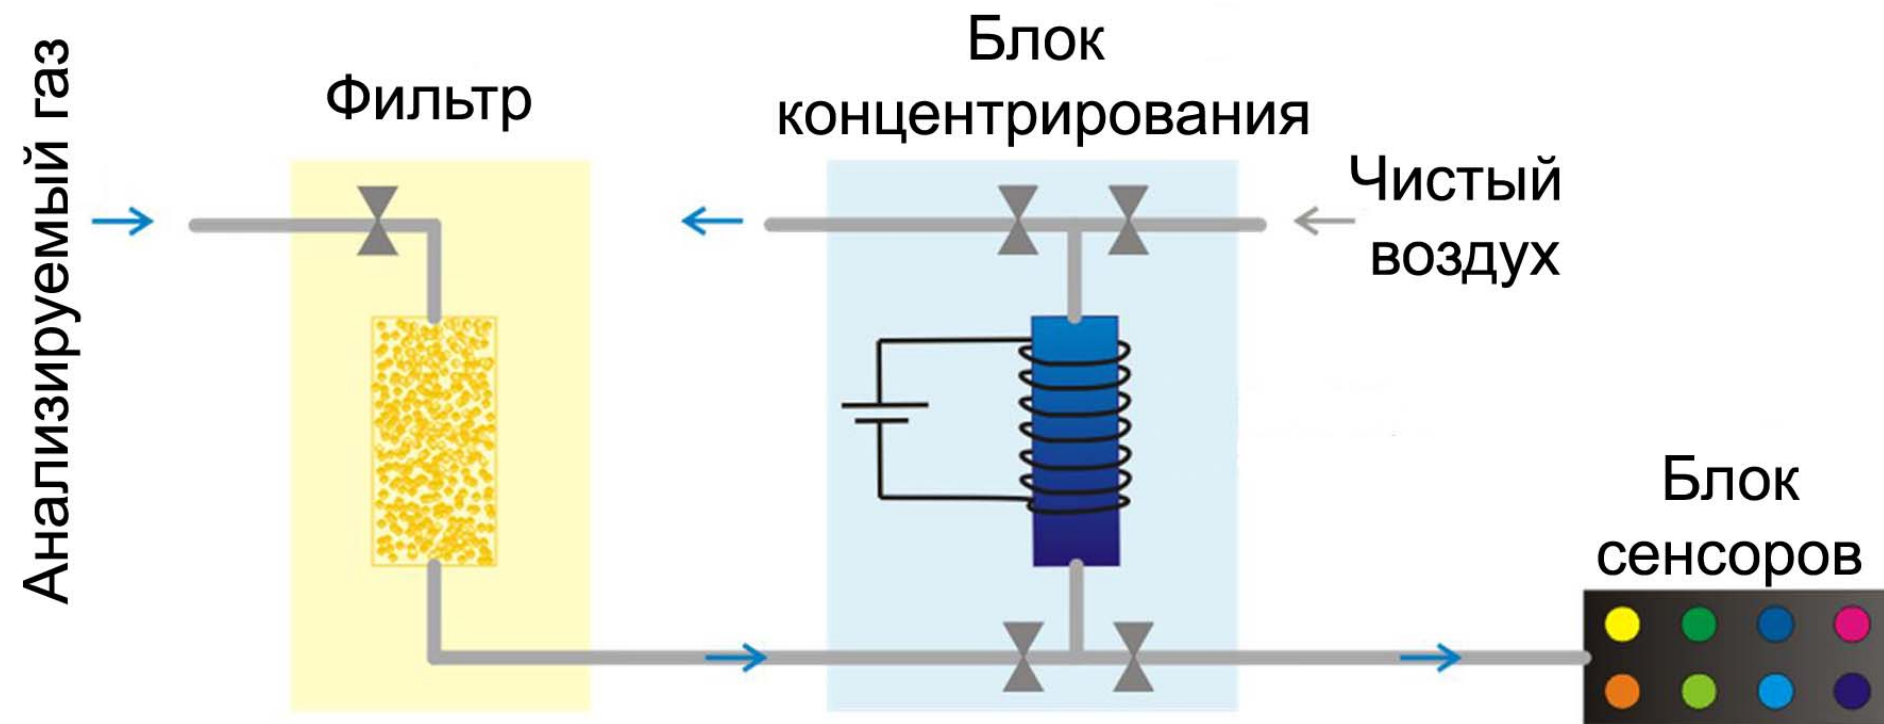 Анализируемый газ
Фильтр
Блок
концентрирования
Чистый
воздух
Блок
сенсоров